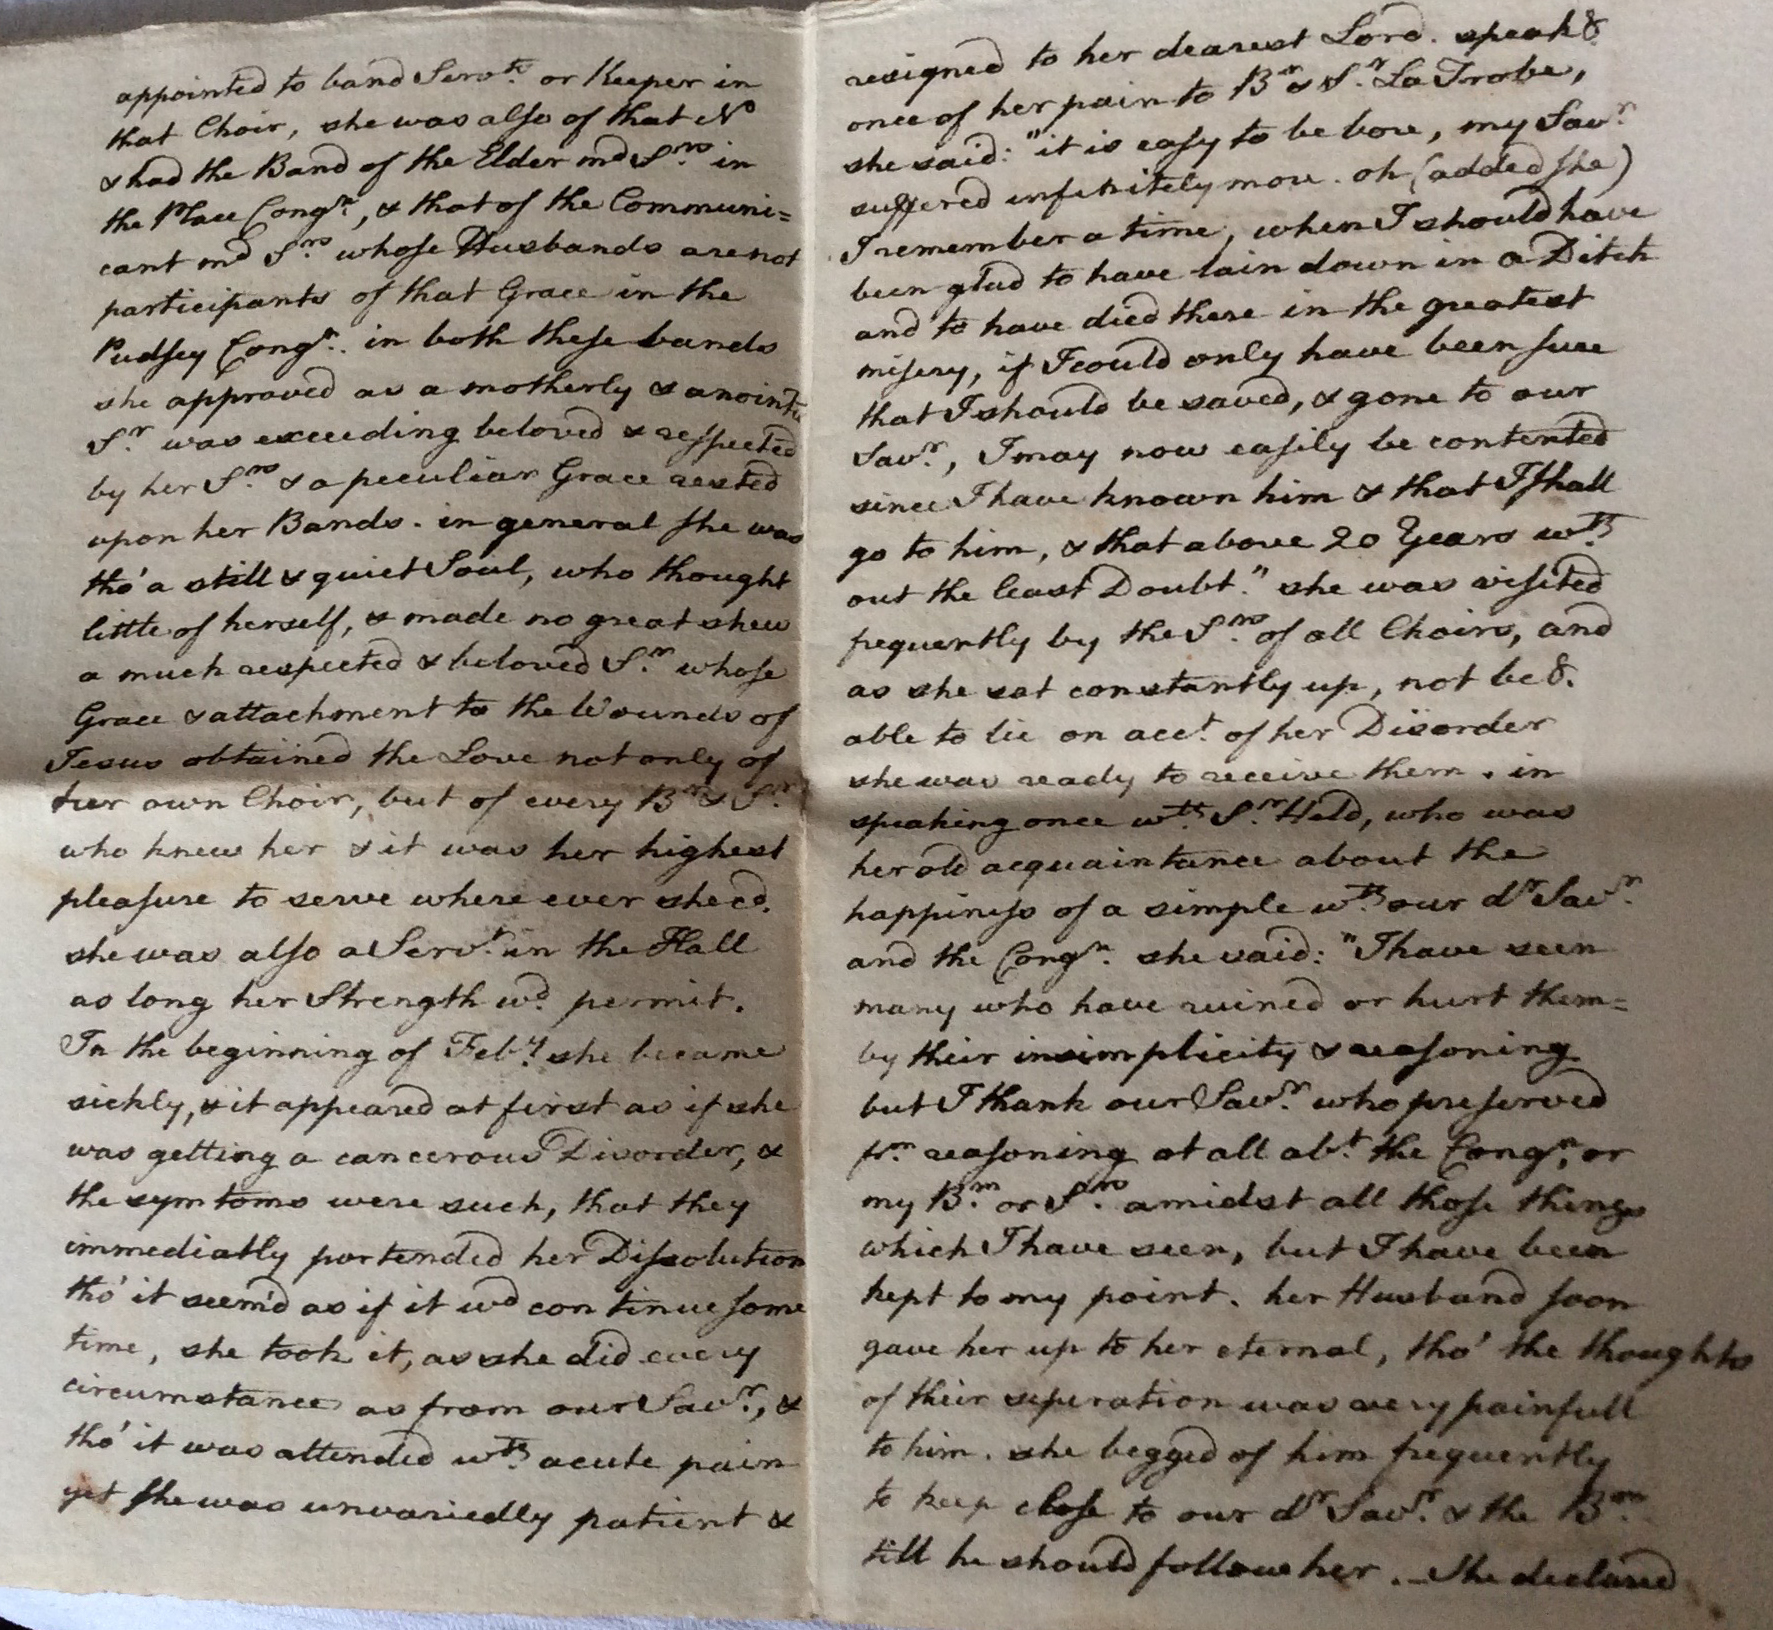 appointed to band Servts. or Keeper in
that Choir, she was also of that No
& had the Band of the Elder md Srs. in
the Place Congn., & that of the Communi=
cant md Srs. whose Husbands are not
participants of that Grace in the
Pudsey Congn. in both these bands
she approved as a motherly & anointed
Sr. was exceeding beloved & respected
by her Srs. & a peculiar Grace rested
upon her Bands. in general she was
tho' a still & quiet Soul, who thought
little of herself, & made no great shew
a much respected & beloved Sr. whose
Grace & attachment to the Wounds of
Jesus obtained the Love not only of
her own Choir, but of every Br. & Sr.
who knew her & it was her highest
pleasure to serve where ever she cd.
she was also a Servt. in the Hall
as long her Strength wd. permit.
In the beginning of Feby. she became
sickly, & it appeared at first as if she
was getting a cancerous Disorder, &
the symtoms were such, that they
immediatly portended her Dissolution
tho' it seem'd as if it wd continue some
time, she took it, as she did every
circumstance as from our Savr., &
tho' it was attended wth. acute pain
yet she was unvariedly patient &
resigned to her dearest Lord. speakg.
once of her pain to Br. & Sr. La Trobe,
she said: "it is easy to be bore, my Savr.
suffered infinitely more. oh (added she)
I remember a time, when I should have
been glad to have lain down in a Ditch
and to have died there in the greatest
misery, if I could only have been sure
that I should be saved, & gone to our
Savr., I may now easily be contented
since I have known him & that I shall
go to him, & that above 20 Years wth.
out the least Doubt." she was visited
frequently by the Srs. of all Choirs, and
as she sat constantly up, not beg.
able to lie on acct. of her Disorder
she was ready to receive them. in
speaking once wth. Sr. Held, who was
her old acquaintance about the
happiness of a simple wth. our dr. Savr.
and the Congn. she said: "I have seen
many who have ruined or hurt them=
by their insimplicity & reasoning
but I thank our Savr. who preserved
frm. reasoning at all abt. the Congn., or
my Brn. or Srs. amidst all those things
which I have seen, but I have been
kept to my point. her Husband soon
gave her up to her eternal, tho' the thoughts
of their seperation was very painfull
to him. she begged of him frequently
to keep close to our dr. Savr. & the Brn.
till he should follow her. _ She declared